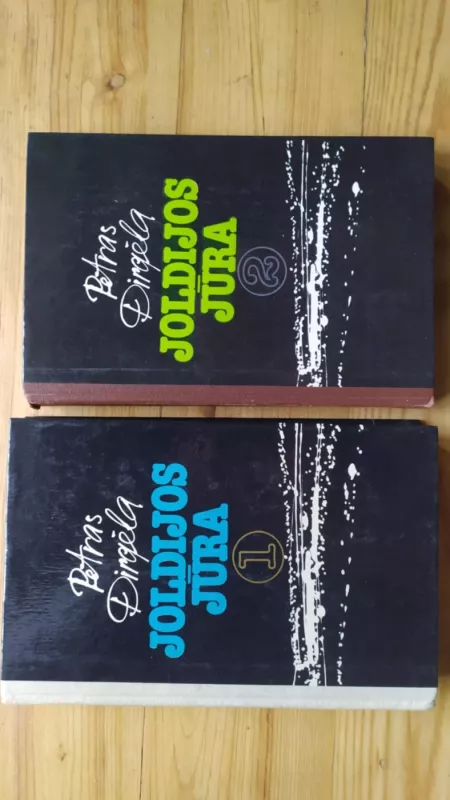 Petras
Dirgėla
JOLDIJOS
JŪRA
2
Petras
Dirgėla
JOLDIJOS
JŪRA
1